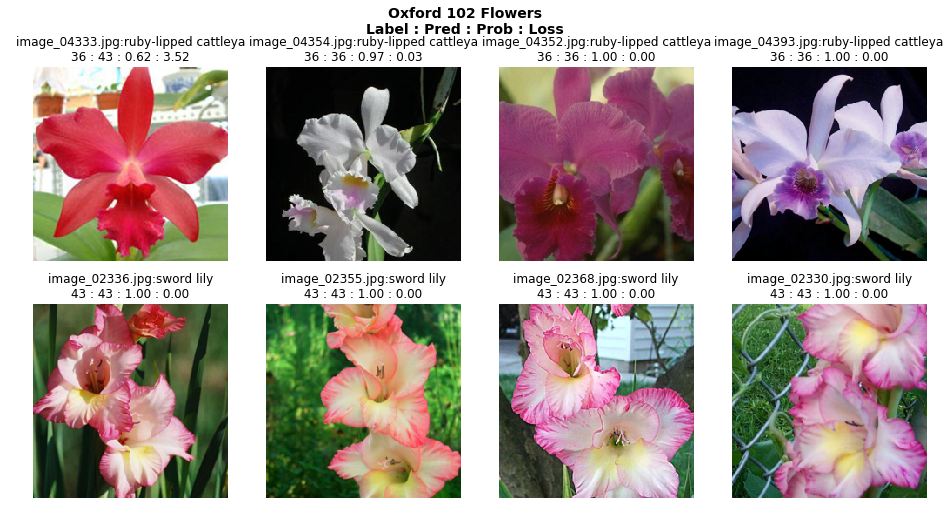 Oxford 102 Flowers
Label : Pred : Prob : Loss
image_04333.jpg:ruby-lipped cattleya image_04354.jpg:ruby-lipped cattleya image_04352.jpg:ruby-lipped cattleya image_04393.jpg:ruby-lipped cattleya
36 : 43 : 0.62 : 3.52 36 : 36 : 0.97 : 0.03 36 : 36 : 1.00 : 0.00 36 : 36 : 1.00 : 0.00
image_02336.jpg:sword lily image_02355.jpg:sword lily image_02368.jpg:sword lily image_02330.jpg:sword lily
43 : 43 : 1.00 : 0.00 43 : 43 : 1.00 : 0.00 43 : 43 : 1.00 : 0.00 43 : 43 : 1.00 : 0.00